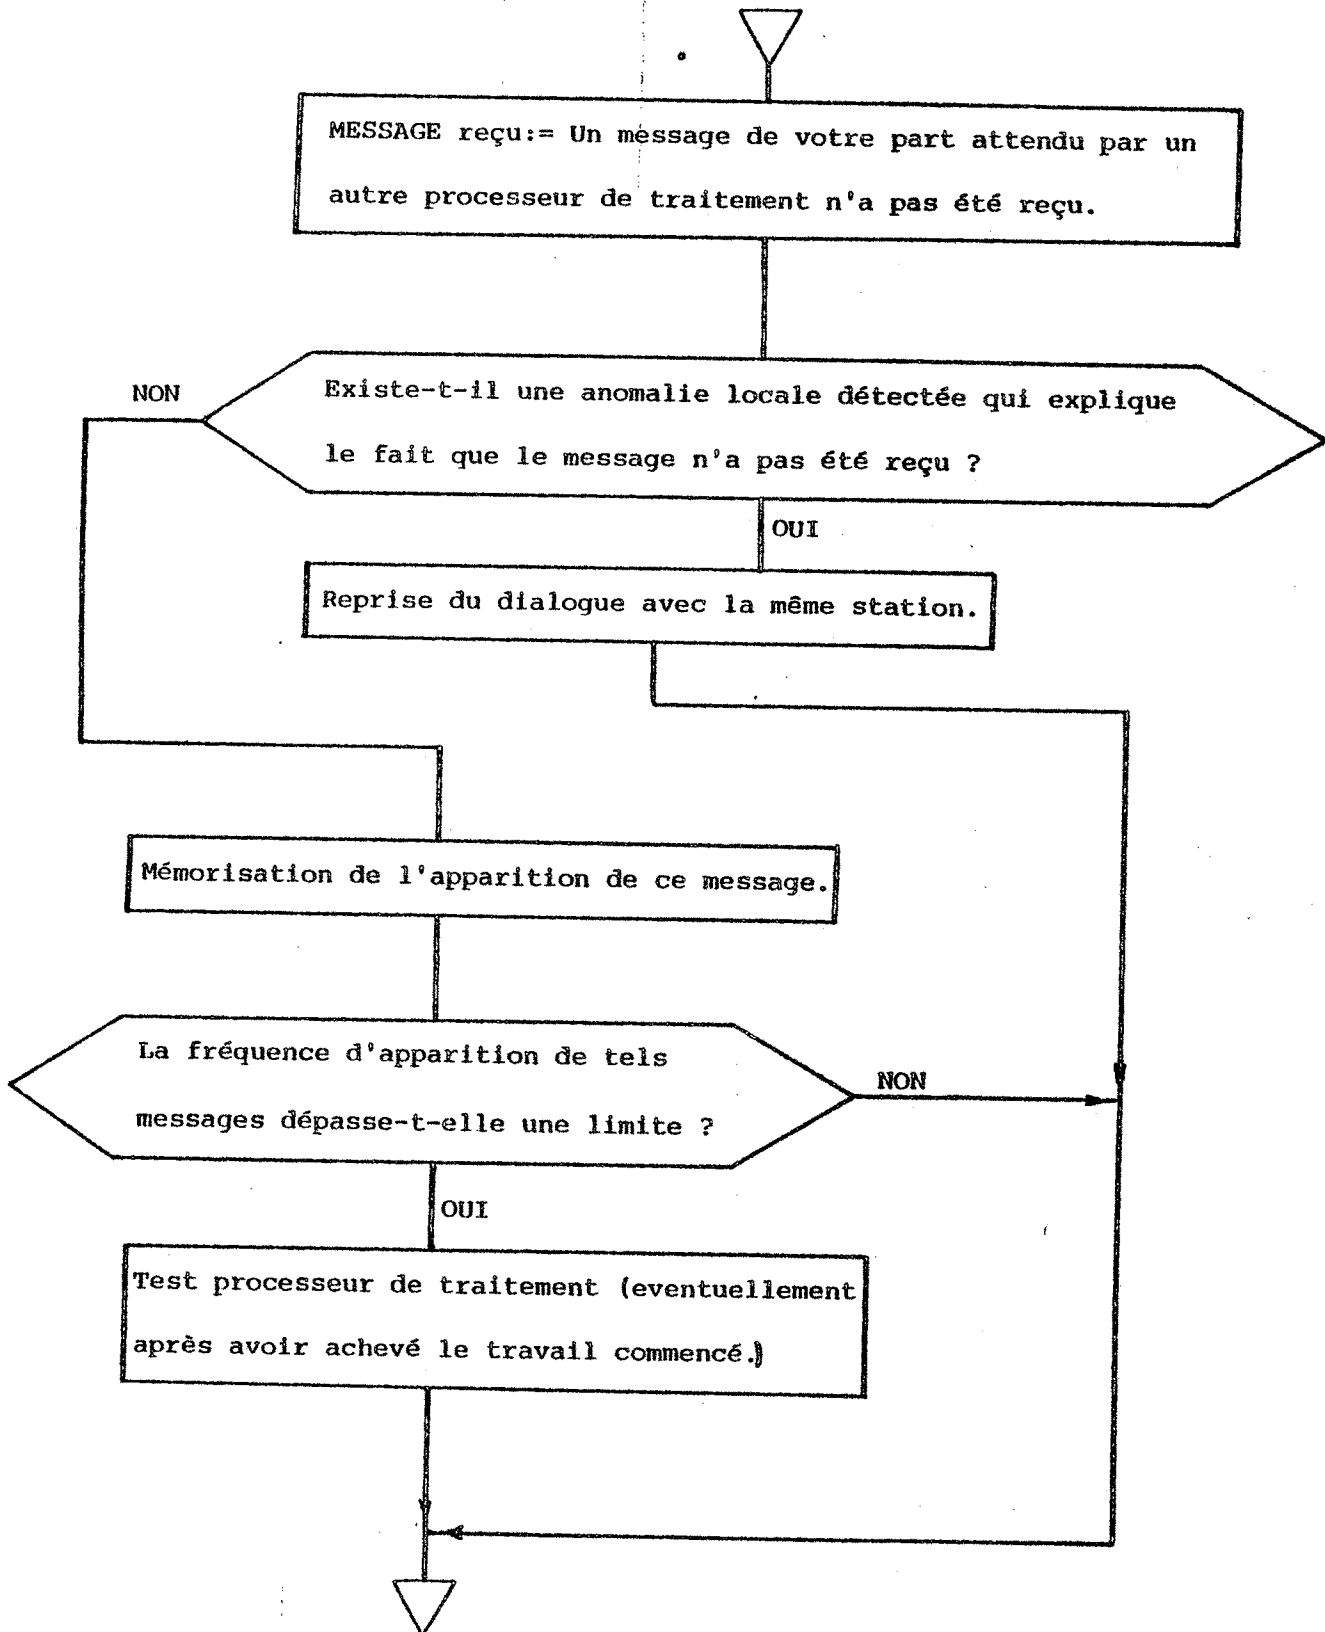 MESSAGE reçu:= Un message de votre part attendu par un
autre processeur de traitement n'a pas été reçu.
NON
Existe-t-il une anomalie locale détectée qui explique
le fait que le message n'a pas été reçu ?
OUI
Reprise du dialogue avec la même station.
Mémorisation de l'apparition de ce message.
La fréquence d'apparition de tels
messages dépasse-t-elle une limite ?
NON
OUI
Test processeur de traitement (eventuellement
après avoir achevé le travail commencé.)